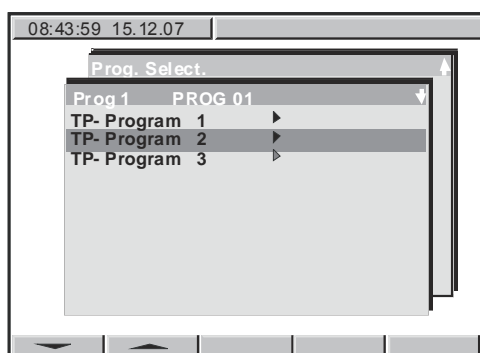 08:43:59 15.12.07
Prog. Select.
Prog 1 PROG 01
TP- Program 1
TP- Program 2
TP- Program 3